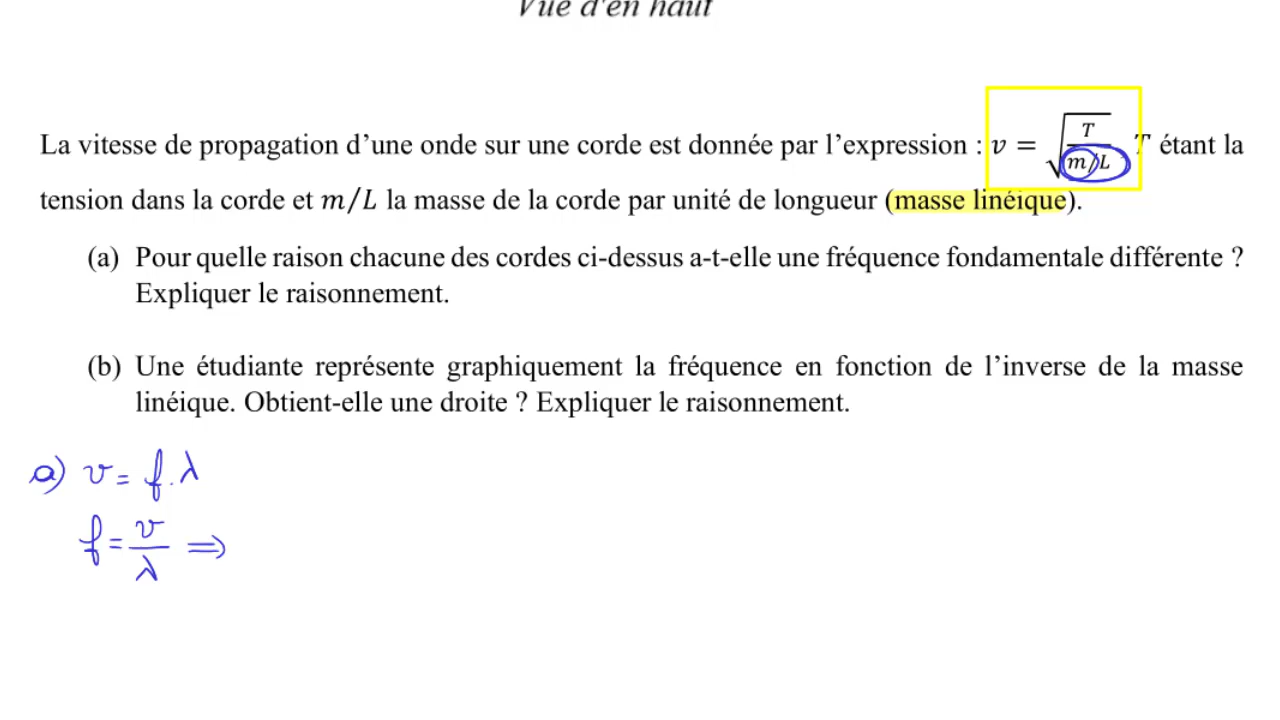 Vue d'en haut
La vitesse de propagation d’une onde sur une corde est donnée par l’expression : v = √(T / (m/L)) T étant la
tension dans la corde et m/L la masse de la corde par unité de longueur (masse linéique).
(a) Pour quelle raison chacune des cordes ci-dessus a-t-elle une fréquence fondamentale différente ?
Expliquer le raisonnement.
(b) Une étudiante représente graphiquement la fréquence en fonction de l’inverse de la masse
linéique. Obtient-elle une droite ? Expliquer le raisonnement.
a) v = f.λ
f = v/λ ⇒